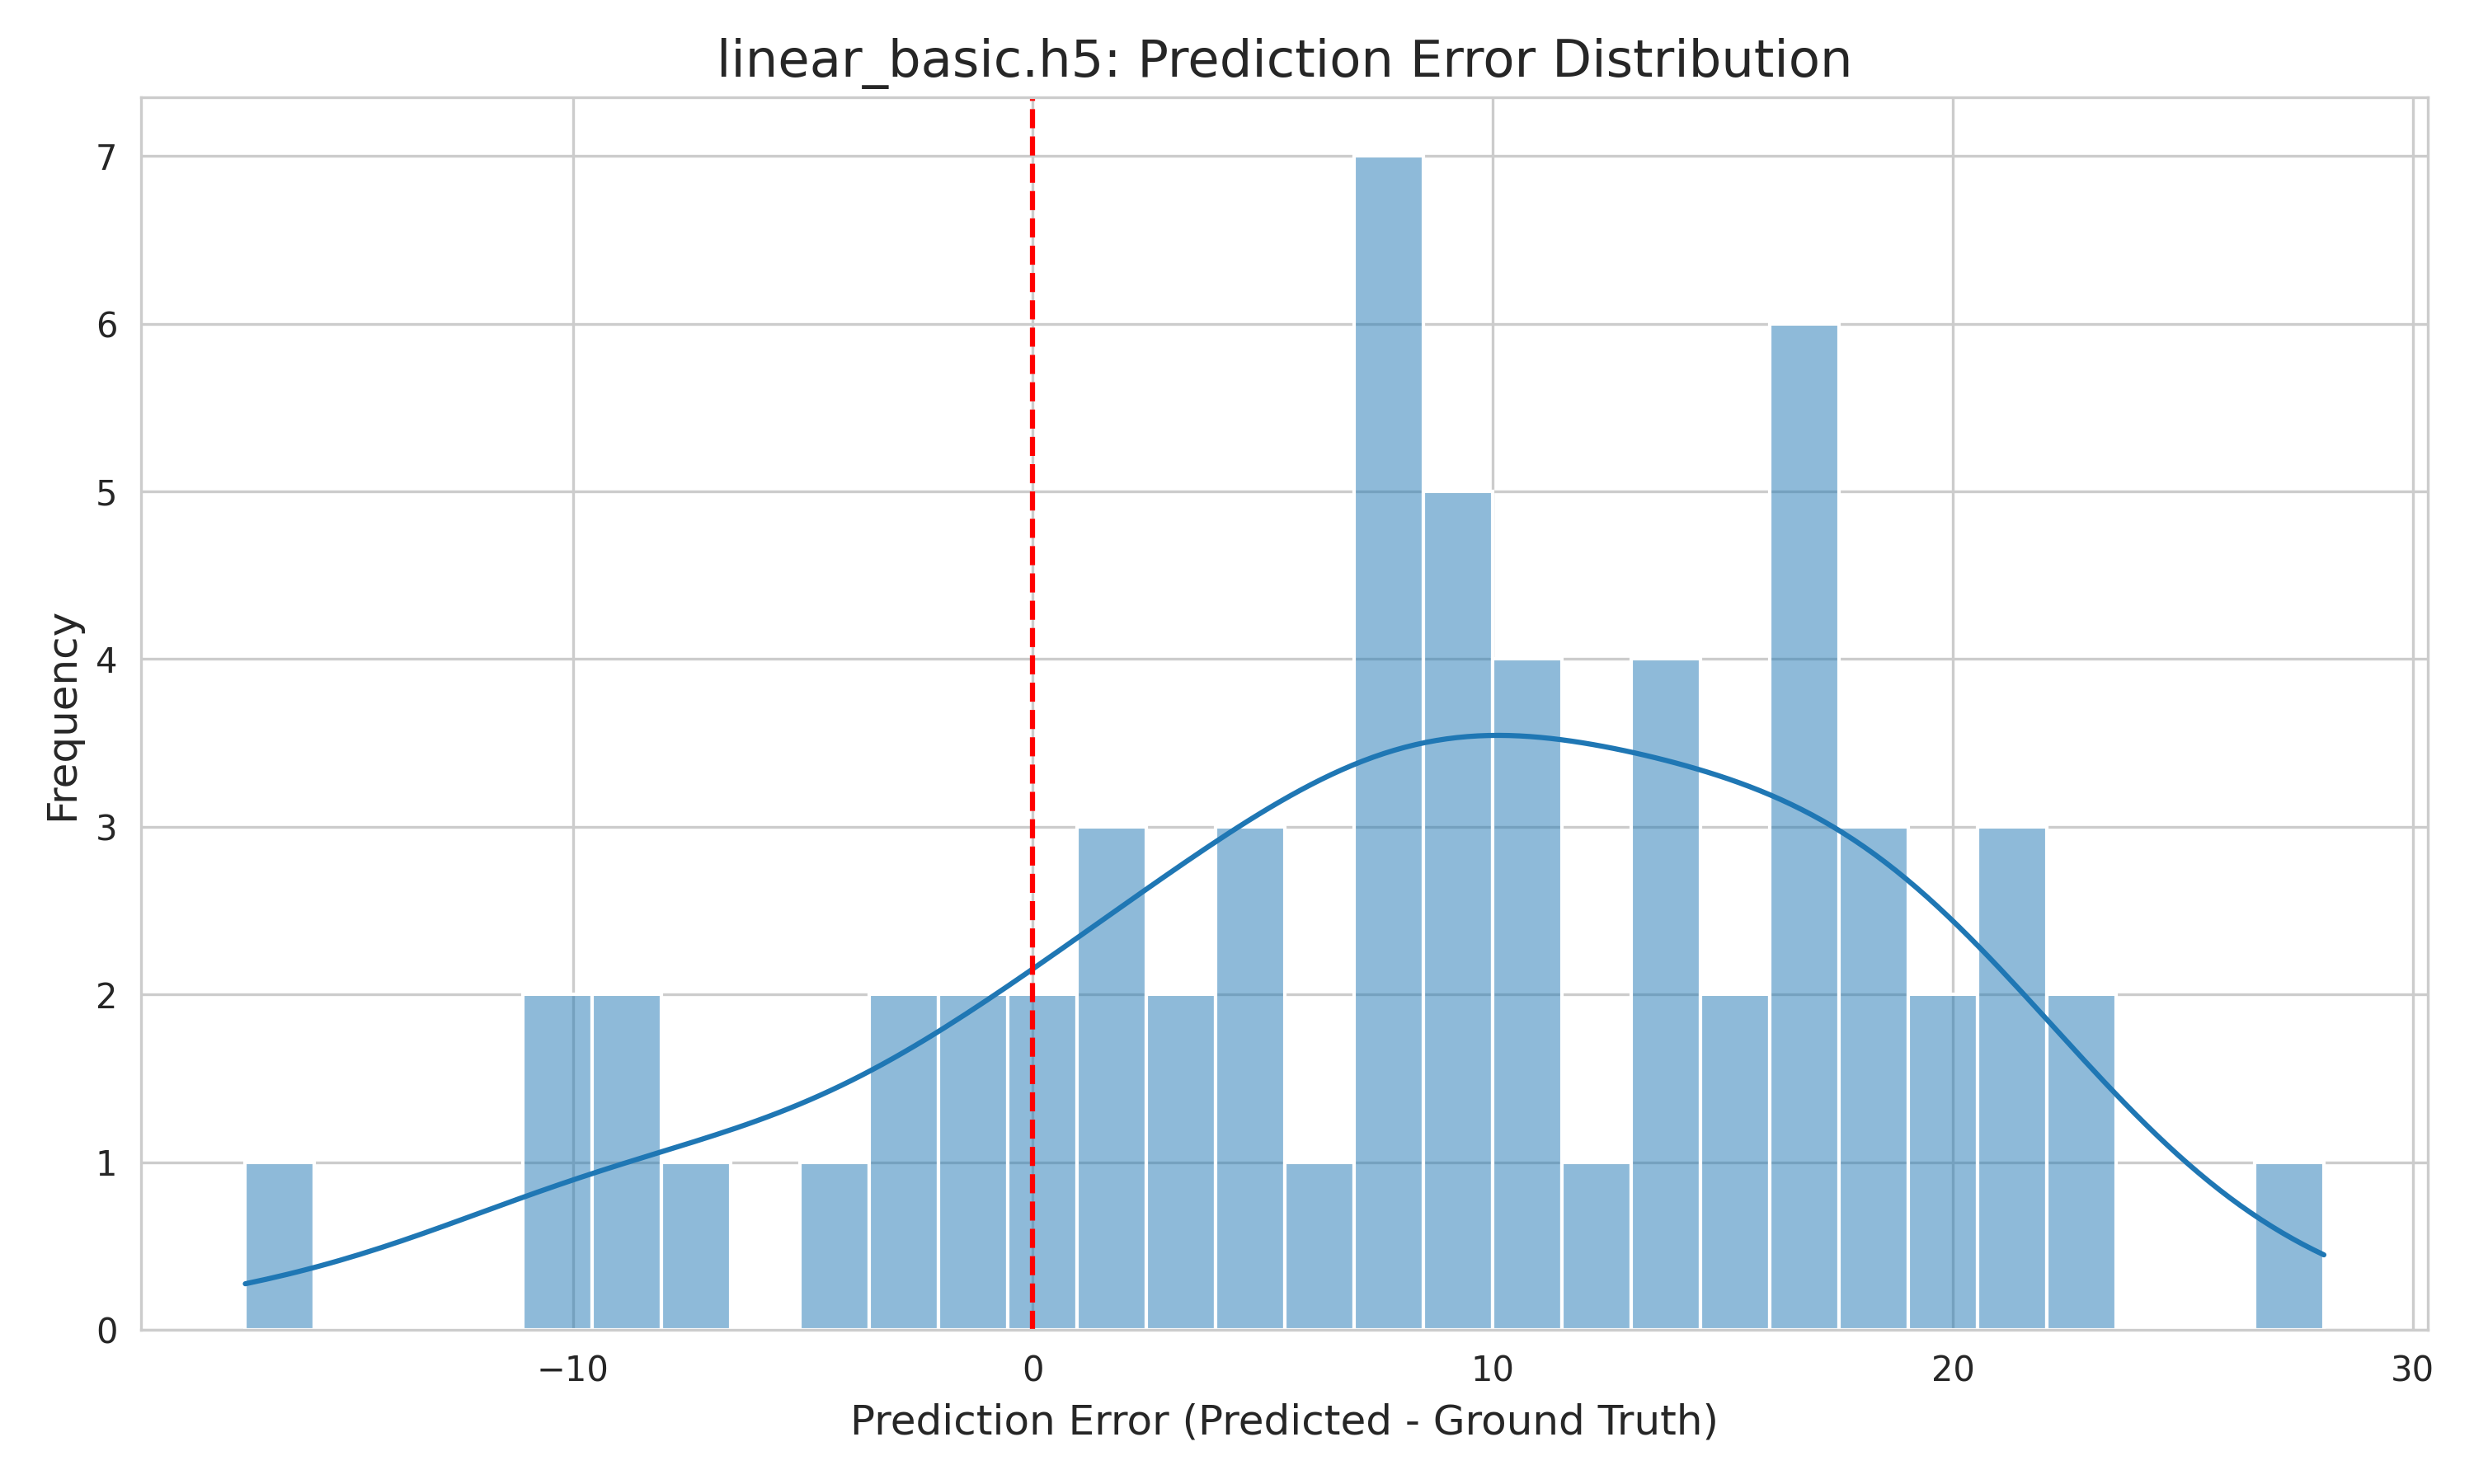 linear_basic.h5: Prediction Error Distribution
7
6
5
4
3
2
1
0
Frequency
−10 0 10 20 30
Prediction Error (Predicted - Ground Truth)